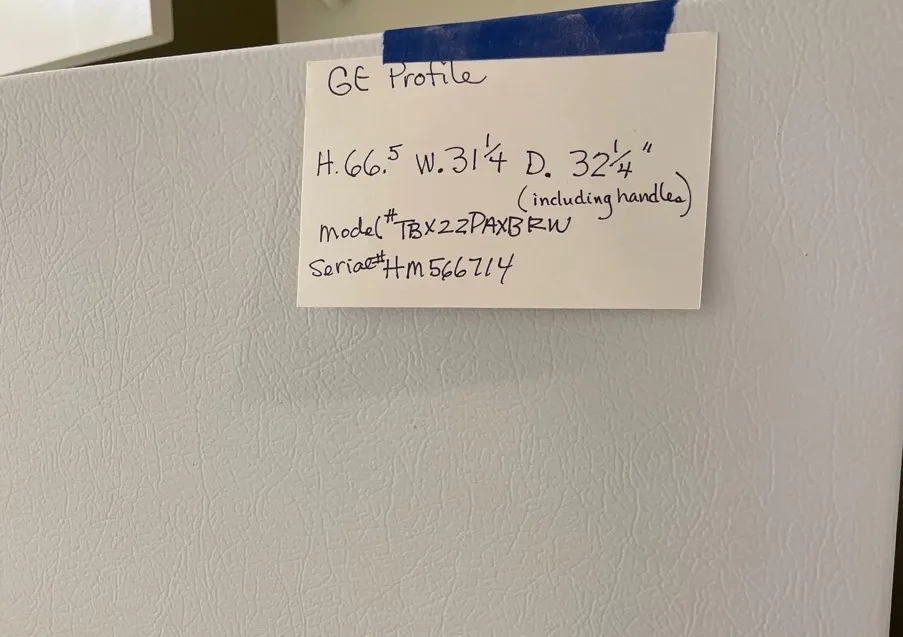 GE Profile
H. 66.5 W. 31 1/4 D. 32 1/4"
(including handles)
model# TBX22PAXBRW
Serial# HM566714